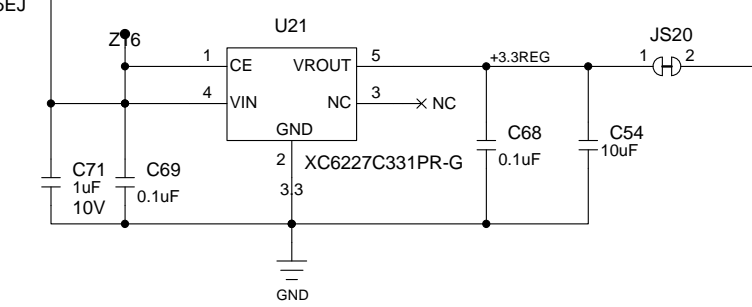 SEJ
U21
JS20
Z16
1 CE VROUT 5 +3.3REG 1 2
4 VIN NC 3 NC
GND
2 XC6227C331PR-G
3.3
C71
1uF
10V
C69
0.1uF
C68
0.1uF
C54
10uF
GND